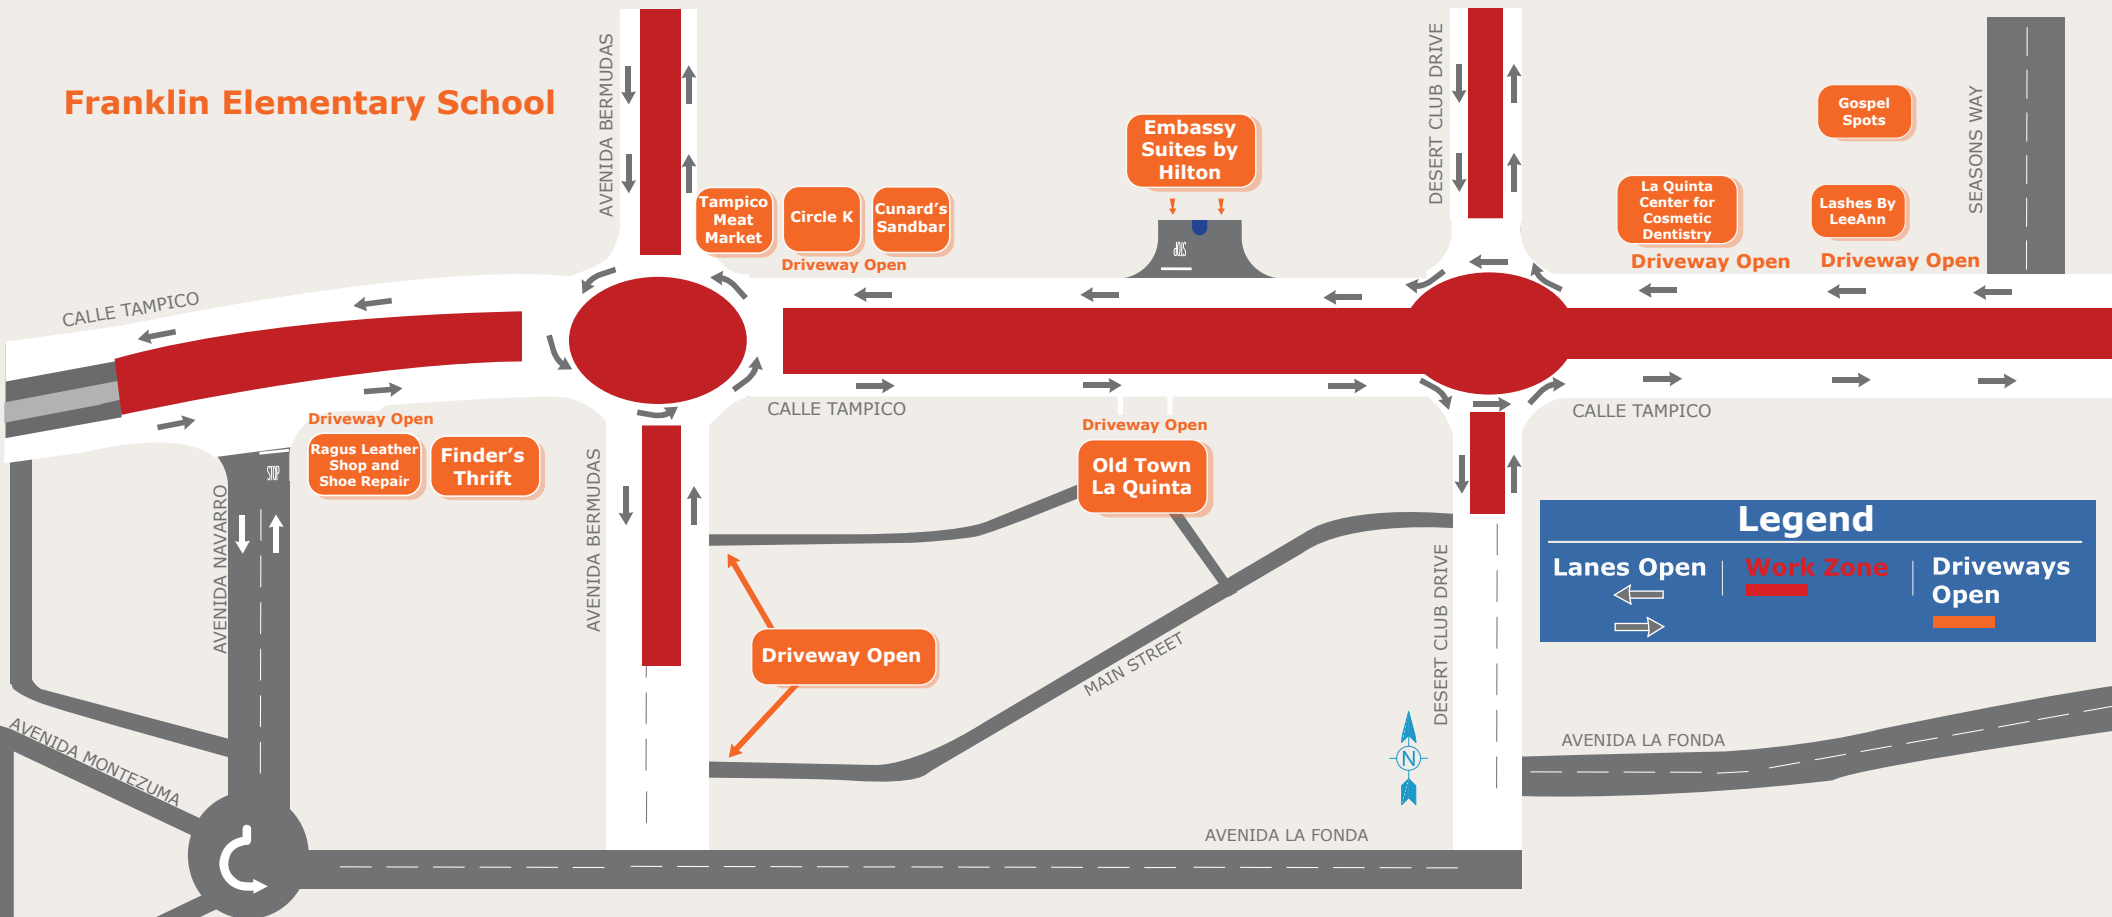 Franklin Elementary School
AVENIDA BERMUDAS
DESERT CLUB DRIVE
SEASONS WAY
Gospel
Spots
Embassy
Suites by
Hilton
Tampico
Meat
Market
Circle K
Cunard's
Sandbar
Driveway Open
La Quinta
Center for
Cosmetic
Dentistry
Lashes By
LeeAnn
Driveway Open
Driveway Open
STOP
CALLE TAMPICO
CALLE TAMPICO
CALLE TAMPICO
Driveway Open
Ragus Leather
Shop and
Shoe Repair
Finder's
Thrift
STOP
Driveway Open
Old Town
La Quinta
AVENIDA NAVARRO
AVENIDA BERMUDAS
DESERT CLUB DRIVE
Legend
Lanes Open
Work Zone
Driveways
Open
Driveway Open
MAIN STREET
AVENIDA MONTEZUMA
N
AVENIDA LA FONDA
AVENIDA LA FONDA